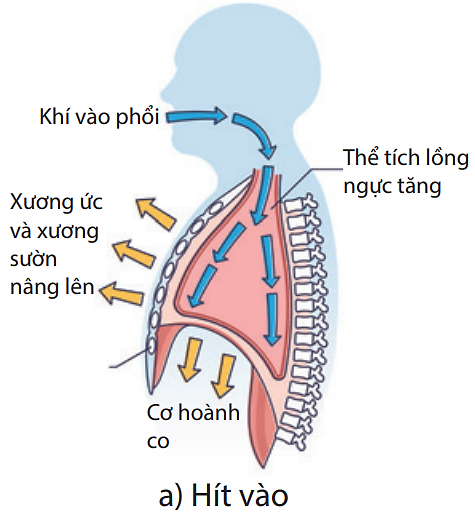 Khí vào phổi
Thể tích lồng
ngực tăng
Xương ức
và xương
sườn
nâng lên
Cơ hoành
co
a) Hít vào